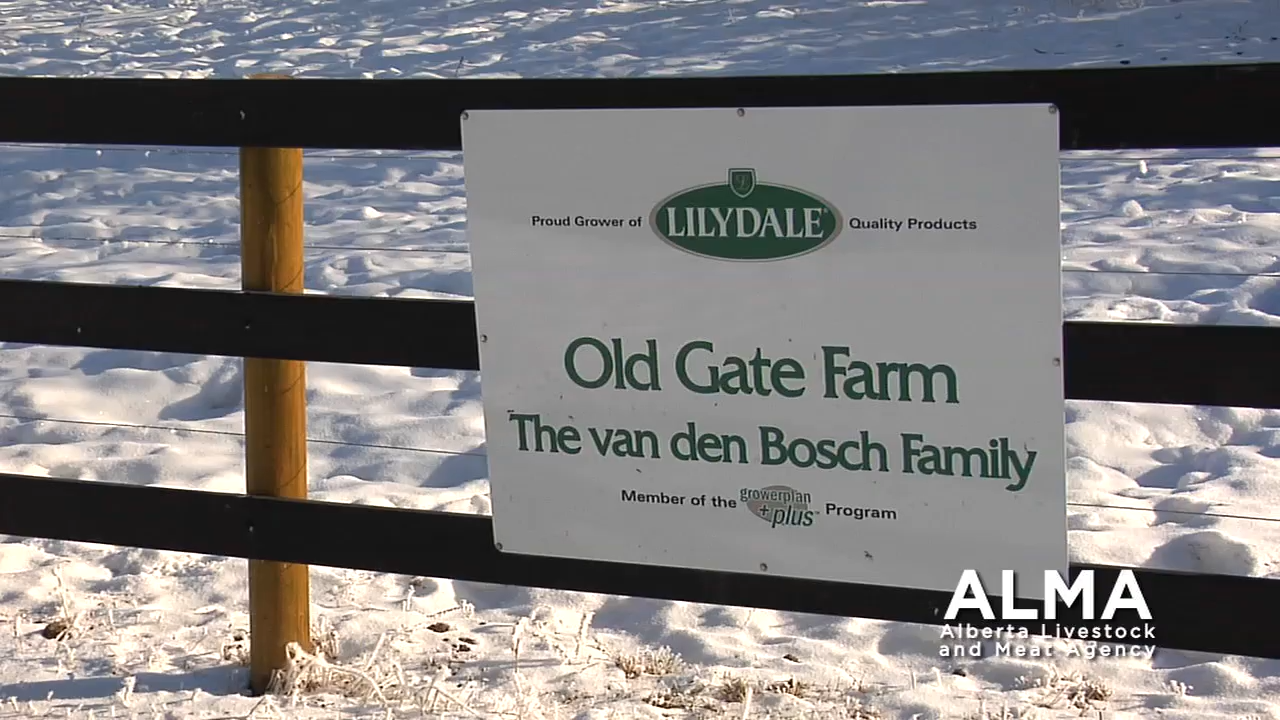 Proud Grower of LILYDALE® Quality Products
Old Gate Farm
The van den Bosch Family
Member of the growerplan +plus™ Program
ALMA
Alberta Livestock
and Meat Agency